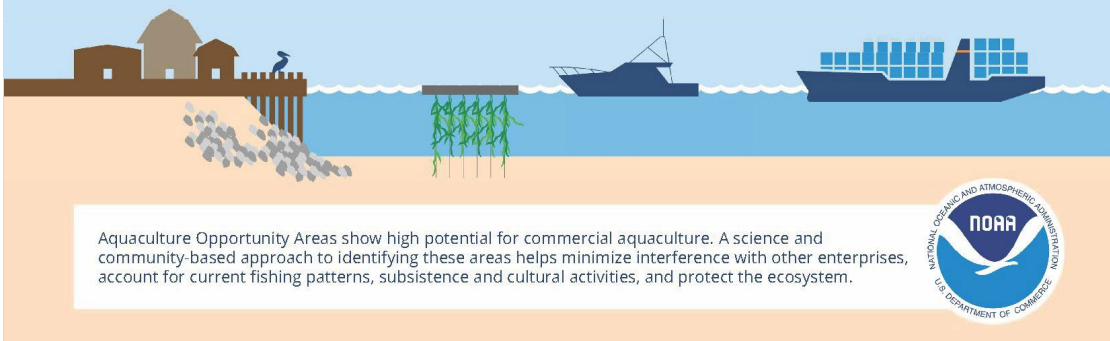 Aquaculture Opportunity Areas show high potential for commercial aquaculture. A science and
community-based approach to identifying these areas helps minimize interference with other enterprises,
account for current fishing patterns, subsistence and cultural activities, and protect the ecosystem.
NATIONAL OCEANIC AND ATMOSPHERIC ADMINISTRATION
NOAA
U.S. DEPARTMENT OF COMMERCE